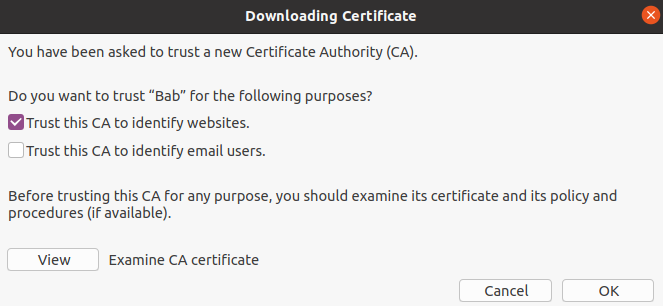 Downloading Certificate
You have been asked to trust a new Certificate Authority (CA).
Do you want to trust “Bab” for the following purposes?
Trust this CA to identify websites.
Trust this CA to identify email users.
Before trusting this CA for any purpose, you should examine its certificate and its policy and
procedures (if available).
View Examine CA certificate
Cancel OK